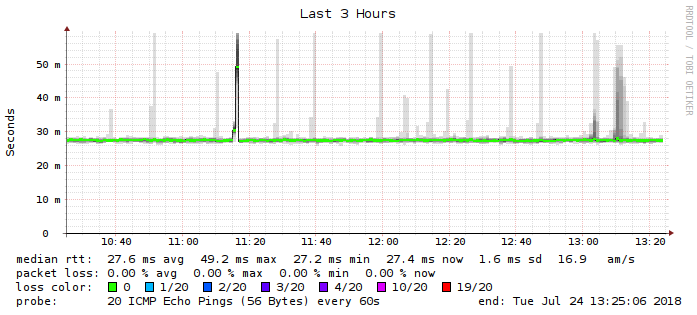 Last 3 Hours
RRDTOOL / TOBI OETIKER
Seconds
50 m
40 m
30 m
20 m
10 m
0
10:40 11:00 11:20 11:40 12:00 12:20 12:40 13:00 13:20
median rtt: 27.6 ms avg 49.2 ms max 27.2 ms min 27.4 ms now 1.6 ms sd 16.9 am/s
packet loss: 0.00 % avg 0.00 % max 0.00 % min 0.00 % now
loss color: 0 1/20 2/20 3/20 4/20 10/20 19/20
probe: 20 ICMP Echo Pings (56 Bytes) every 60s end: Tue Jul 24 13:25:06 2018